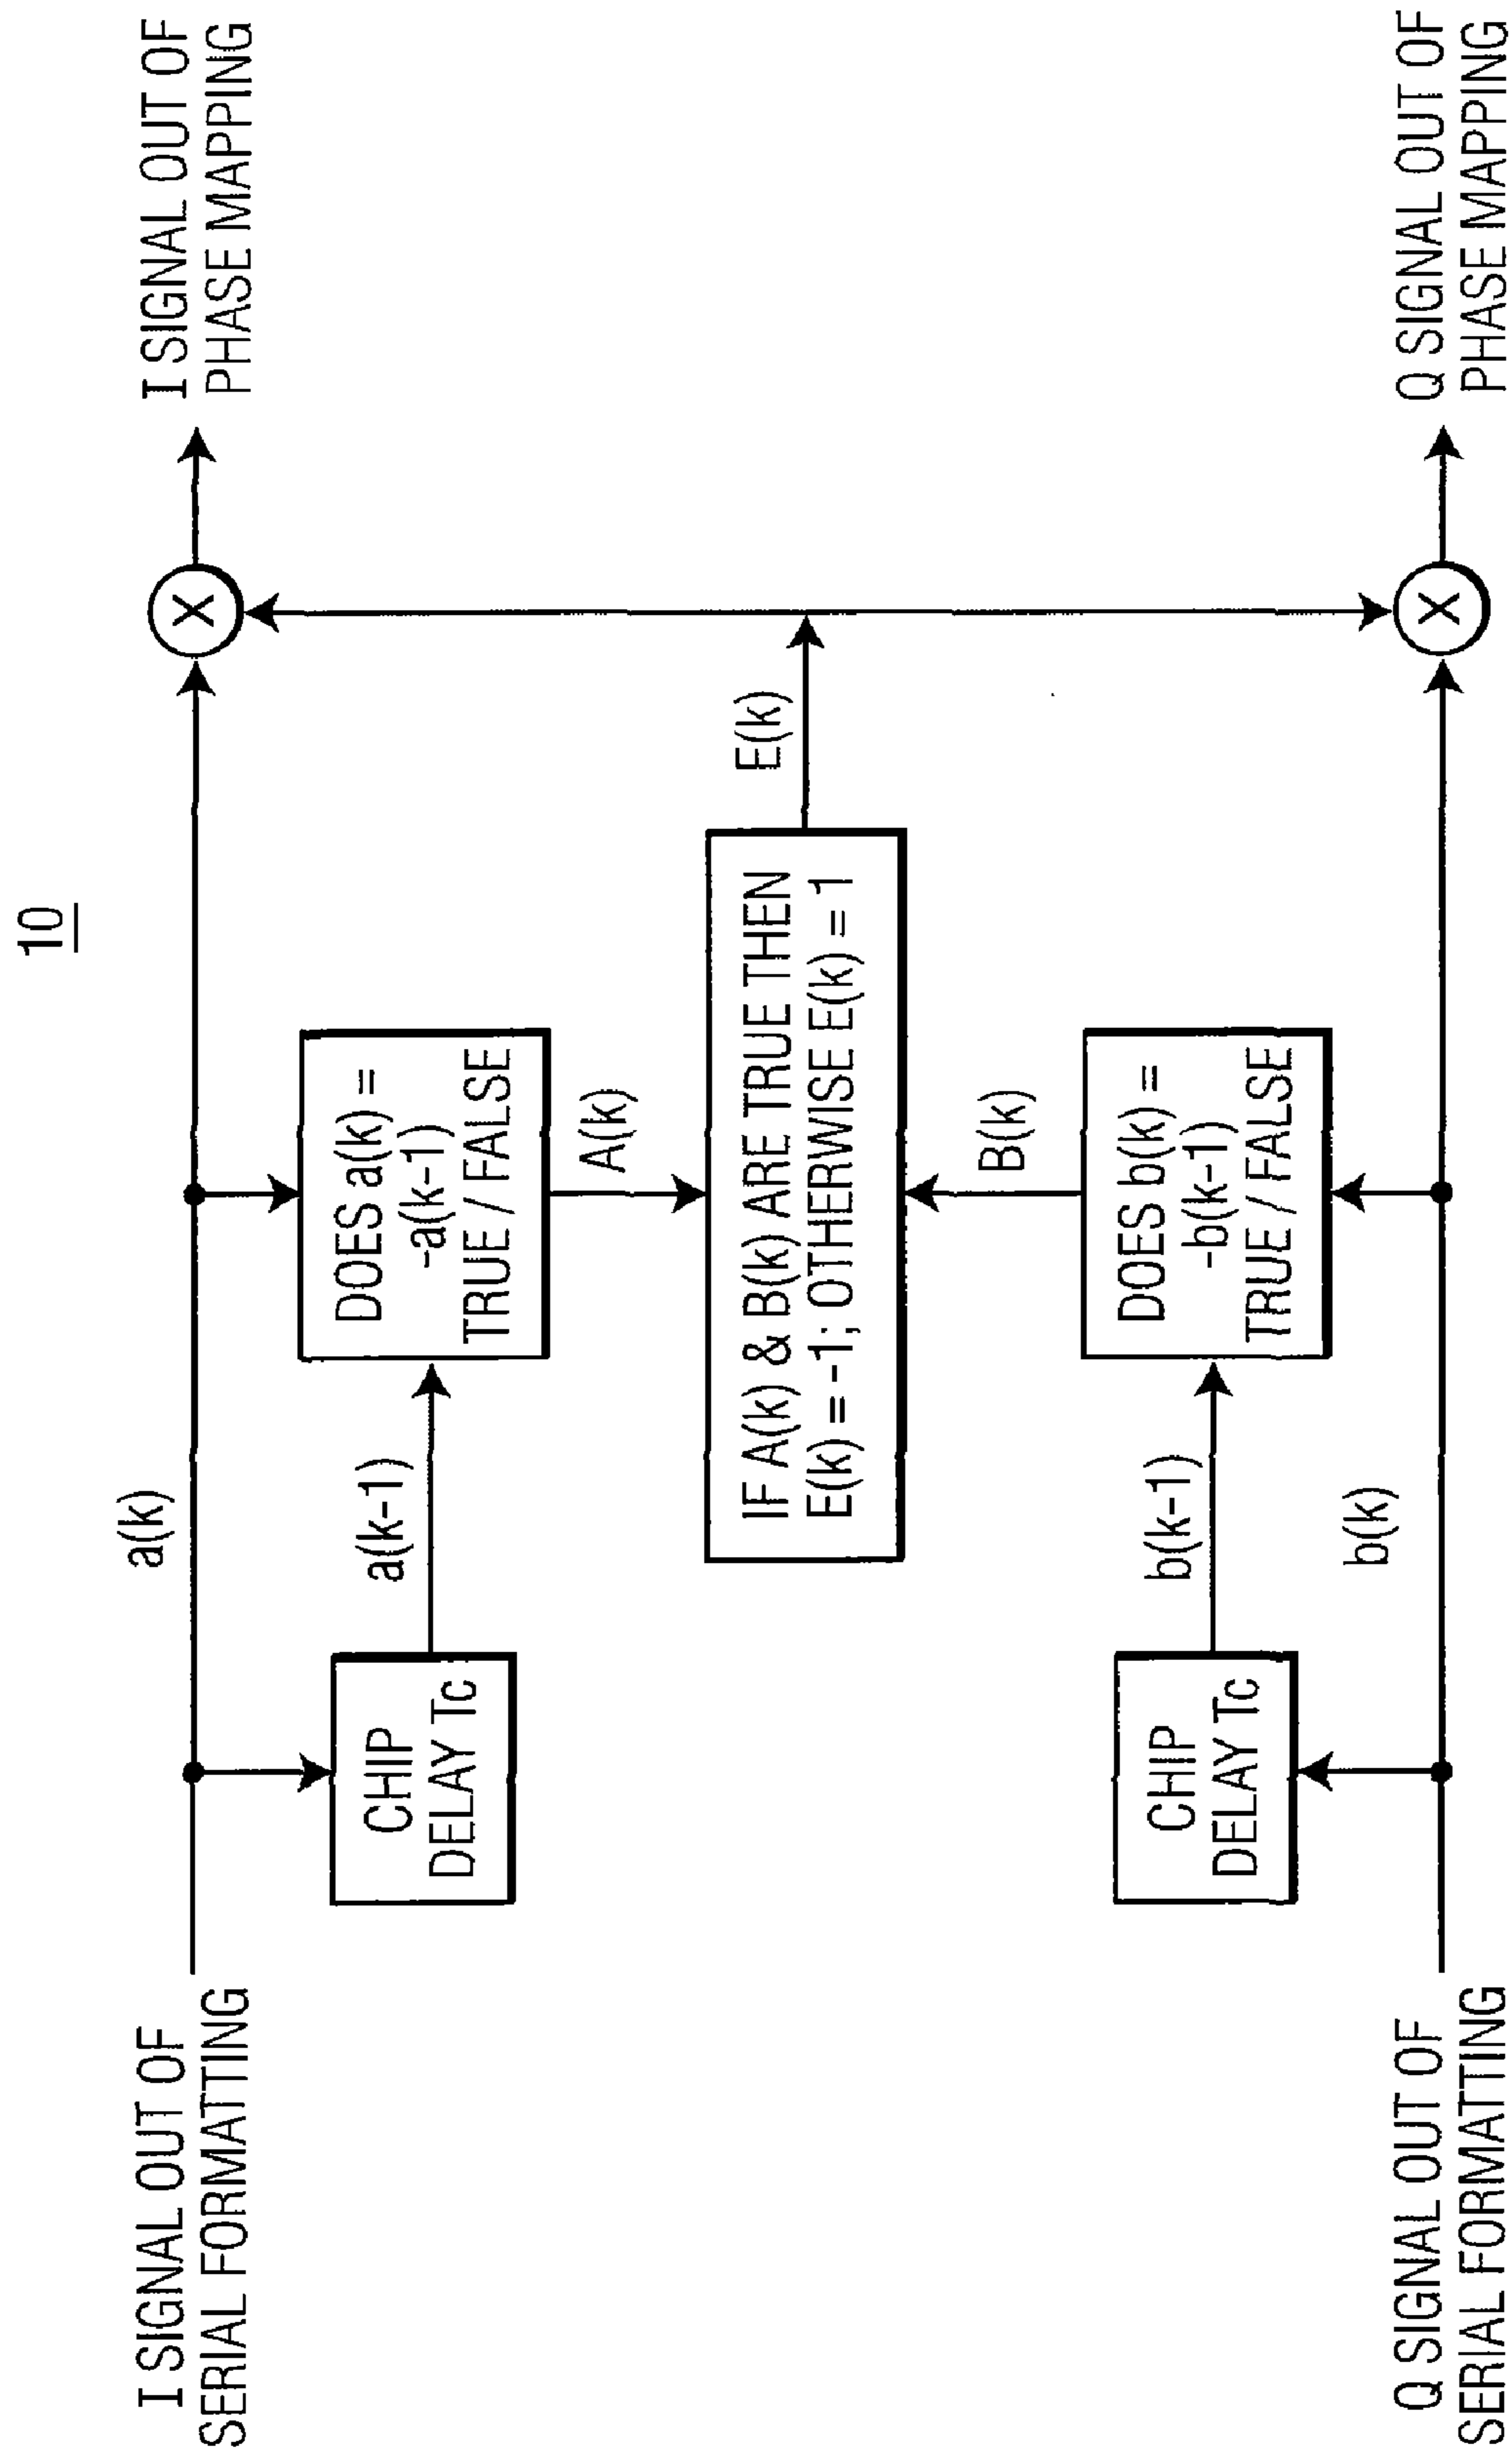 10
I SIGNAL OUT OF
SERIAL FORMATTING
a(k)
I SIGNAL OUT OF
PHASE MAPPING
X
CHIP
DELAY Tc
a(k-1)
DOES a(k) =
-a(k-1)
TRUE / FALSE
A(k)
IF A(k) & B(k) ARE TRUE THEN
E(k) = -1; OTHERWISE E(k) = 1
E(k)
B(k)
CHIP
DELAY Tc
b(k-1)
DOES b(k) =
-b(k-1)
TRUE / FALSE
b(k)
X
Q SIGNAL OUT OF
SERIAL FORMATTING
Q SIGNAL OUT OF
PHASE MAPPING